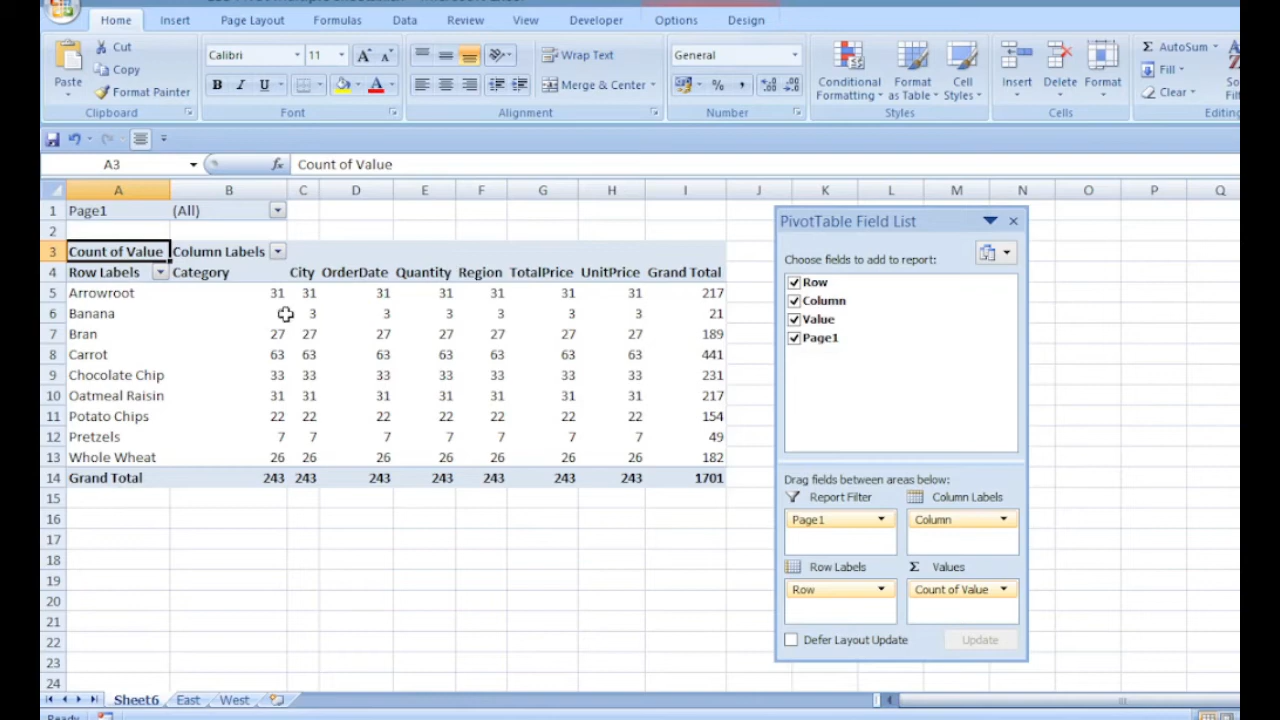 Home Insert Page Layout Formulas Data Review View Developer Options Design
Cut
Copy
Format Painter
Paste
Calibri 11
B I U
Wrap Text
Merge & Center
General
%
Conditional Formatting
Format as Table
Cell Styles
Insert Delete Format
Σ AutoSum
Fill
Clear
Clipboard Font Alignment Number Styles Cells Editing
A3 fx Count of Value
A B C D E F G H I J K L M N O P Q
1 Page1 (All)
2
3 Count of Value Column Labels
4 Row Labels Category City OrderDate Quantity Region TotalPrice UnitPrice Grand Total
5 Arrowroot 31 31 31 31 31 31 31 217
6 Banana 3 3 3 3 3 3 21
7 Bran 27 27 27 27 27 27 27 189
8 Carrot 63 63 63 63 63 63 63 441
9 Chocolate Chip 33 33 33 33 33 33 33 231
10 Oatmeal Raisin 31 31 31 31 31 31 31 217
11 Potato Chips 22 22 22 22 22 22 22 154
12 Pretzels 7 7 7 7 7 7 7 49
13 Whole Wheat 26 26 26 26 26 26 26 182
14 Grand Total 243 243 243 243 243 243 243 1701
15
16
17
18
19
20
21
22
23
24
PivotTable Field List
Choose fields to add to report:
Row
Column
Value
Page1
Drag fields between areas below:
Report Filter Column Labels
Page1 Column
Row Labels Σ Values
Row Count of Value
Defer Layout Update Update
Sheet6 East West